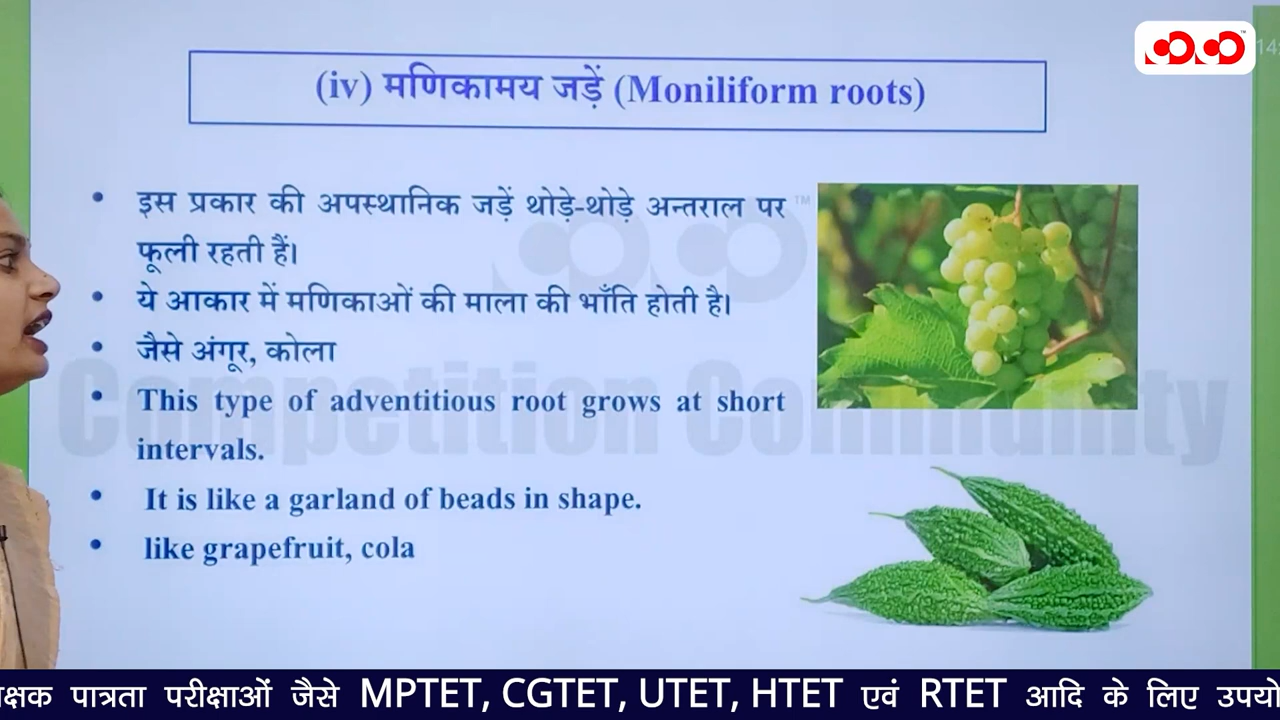 (iv) मणिकामय जड़ें (Moniliform roots)
• इस प्रकार की अपस्थानिक जड़ें थोड़े-थोड़े अन्तराल पर
फूली रहती हैं।
• ये आकार में मणिकाओं की माला की भाँति होती है।
• जैसे अंगूर, कोला
• This type of adventitious root grows at short
intervals.
• It is like a garland of beads in shape.
• like grapefruit, cola
Competition Community
पात्रता परीक्षाओं जैसे MPTET, CGTET, UTET, HTET एवं RTET आदि के लिए